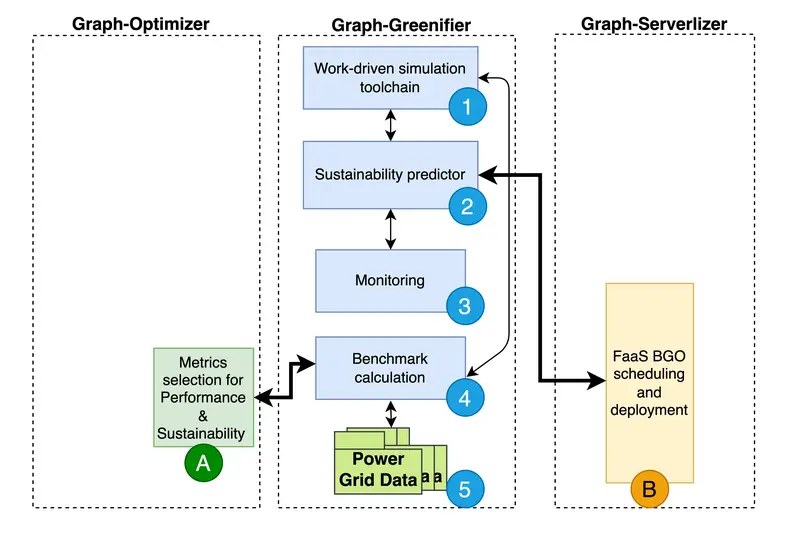 Graph-Optimizer
Graph-Greenifier
Graph-Serverlizer
Work-driven simulation
toolchain
1
Sustainability predictor
2
Monitoring
3
Benchmark
calculation
4
Power
Grid Data
a
a
5
Metrics
selection for
Performance
&
Sustainability
A
FaaS BGO
scheduling
and
deployment
B